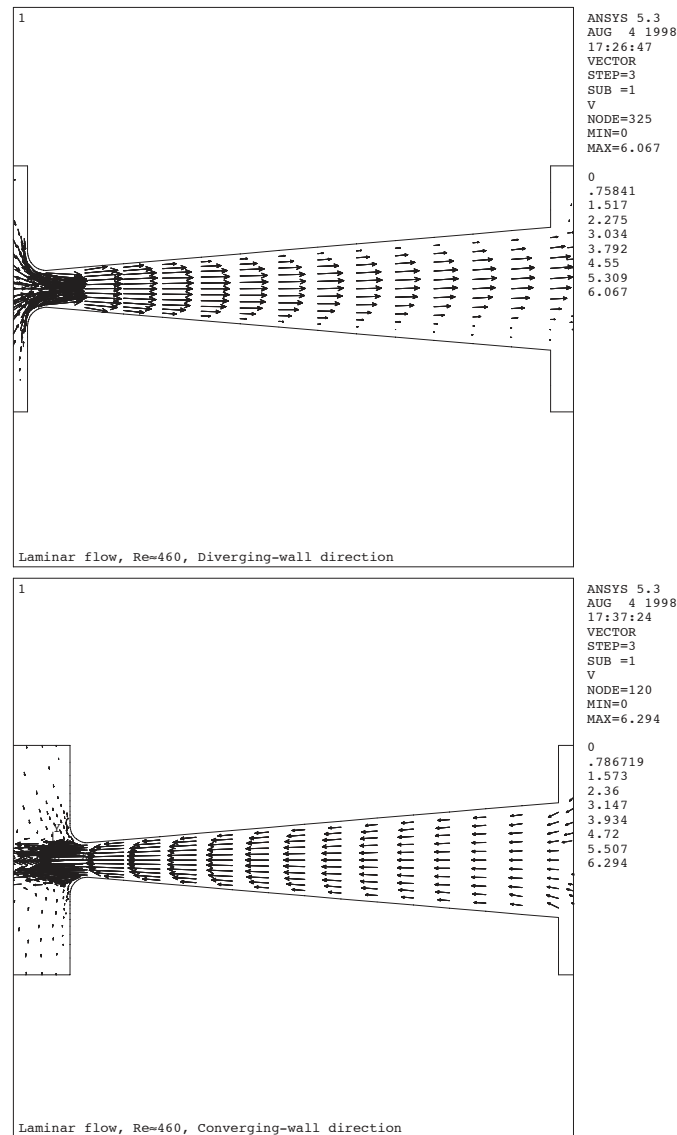 1
ANSYS 5.3
AUG 4 1998
17:26:47
VECTOR
STEP=3
SUB =1
V
NODE=325
MIN=0
MAX=6.067
0
.75841
1.517
2.275
3.034
3.792
4.55
5.309
6.067
Laminar flow, Re≈460, Diverging-wall direction
1
ANSYS 5.3
AUG 4 1998
17:37:24
VECTOR
STEP=3
SUB =1
V
NODE=120
MIN=0
MAX=6.294
0
.786719
1.573
2.36
3.147
3.934
4.72
5.507
6.294
Laminar flow, Re≈460, Converging-wall direction